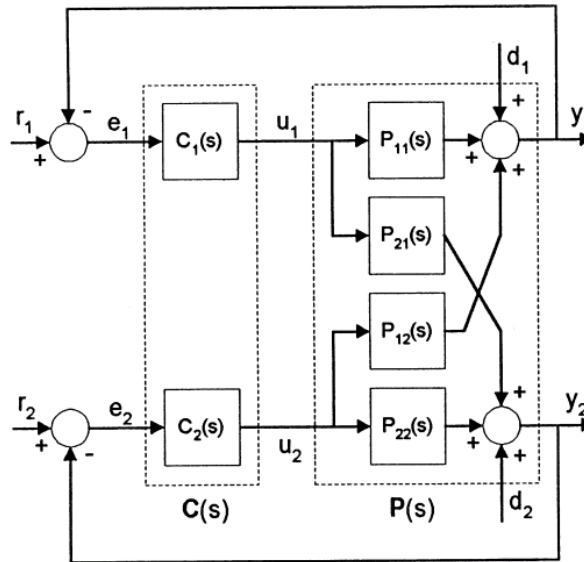 d₁
r₁
-
+
e₁
C₁(s)
u₁
P₁₁(s)
+
+
+
y
P₂₁(s)
P₁₂(s)
r₂
+
-
e₂
C₂(s)
u₂
P₂₂(s)
+
+
+
y₂
C(s)
P(s)
d₂